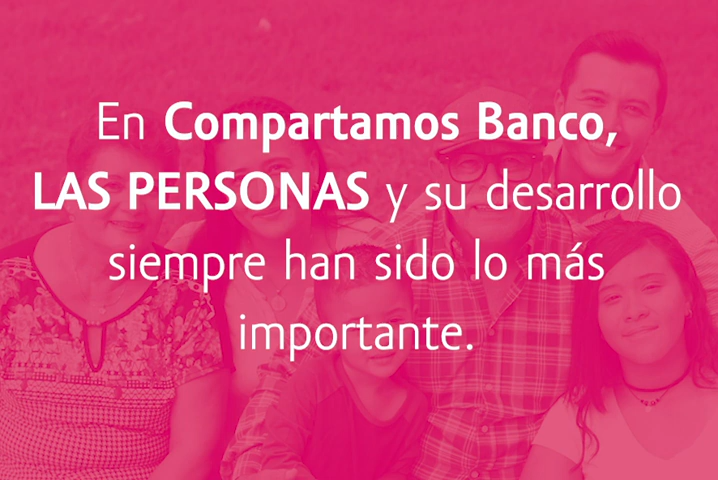 En Compartamos Banco,
LAS PERSONAS y su desarrollo
siempre han sido lo más
importante.